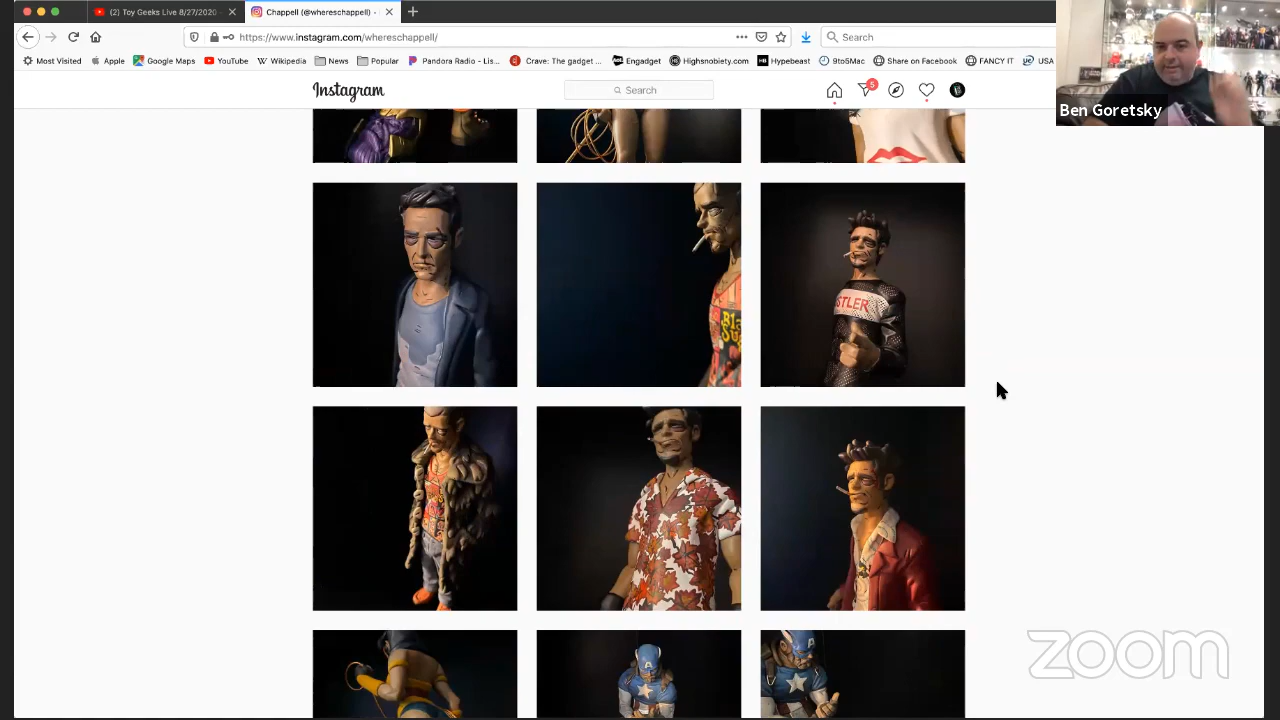 (2) Toy Geeks Live 8/27/2020 -
Chappell (@whereschappell) -
https://www.instagram.com/whereschappell/
Search
Most Visited Apple Google Maps YouTube Wikipedia News Popular Pandora Radio - Lis... Crave: The gadget ... Engadget Highsnobiety.com Hypebeast 9to5Mac Share on Facebook FANCY IT USA
Instagram
Search
5
Ben Goretsky
STLER
zoom